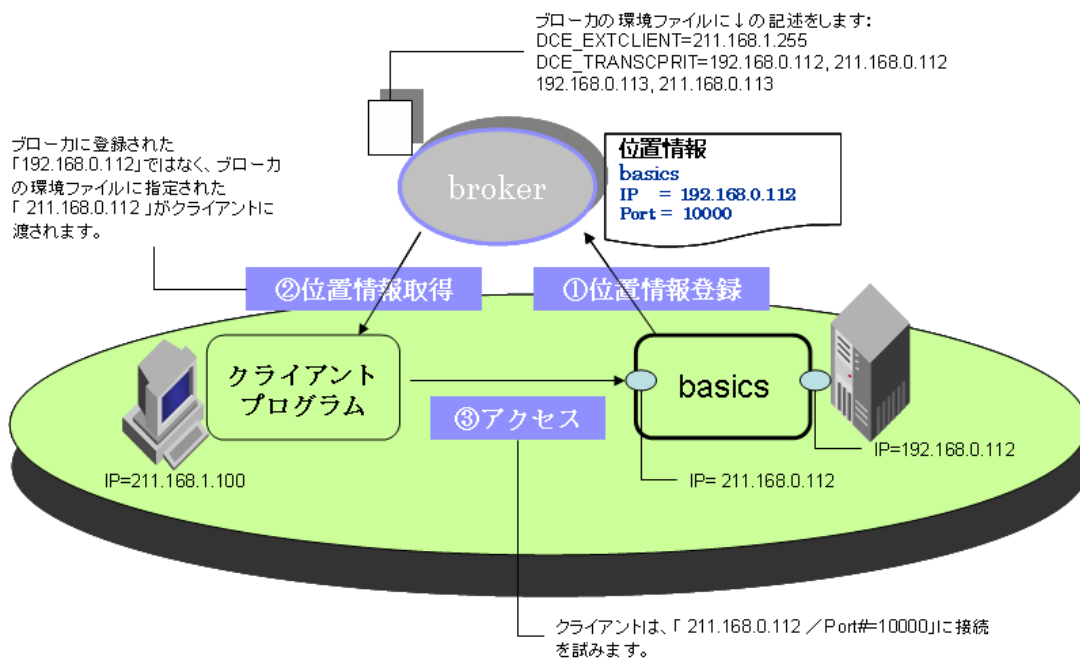 ブローカの環境ファイルに↓の記述をします:
DCE_EXTCLIENT=211.168.1.255
DCE_TRANSCPRIT=192.168.0.112, 211.168.0.112
192.168.0.113, 211.168.0.113
ブローカに登録された
「192.168.0.112」ではなく、ブローカ
の環境ファイルに指定された
「 211.168.0.112 」がクライアントに
渡されます。
broker
位置情報
basics
IP = 192.168.0.112
Port = 10000
②位置情報取得
①位置情報登録
クライアント
プログラム
basics
③アクセス
IP=192.168.0.112
IP=211.168.1.100
IP= 211.168.0.112
クライアントは、「 211.168.0.112 ／Port#=10000」に接続
を試みます。